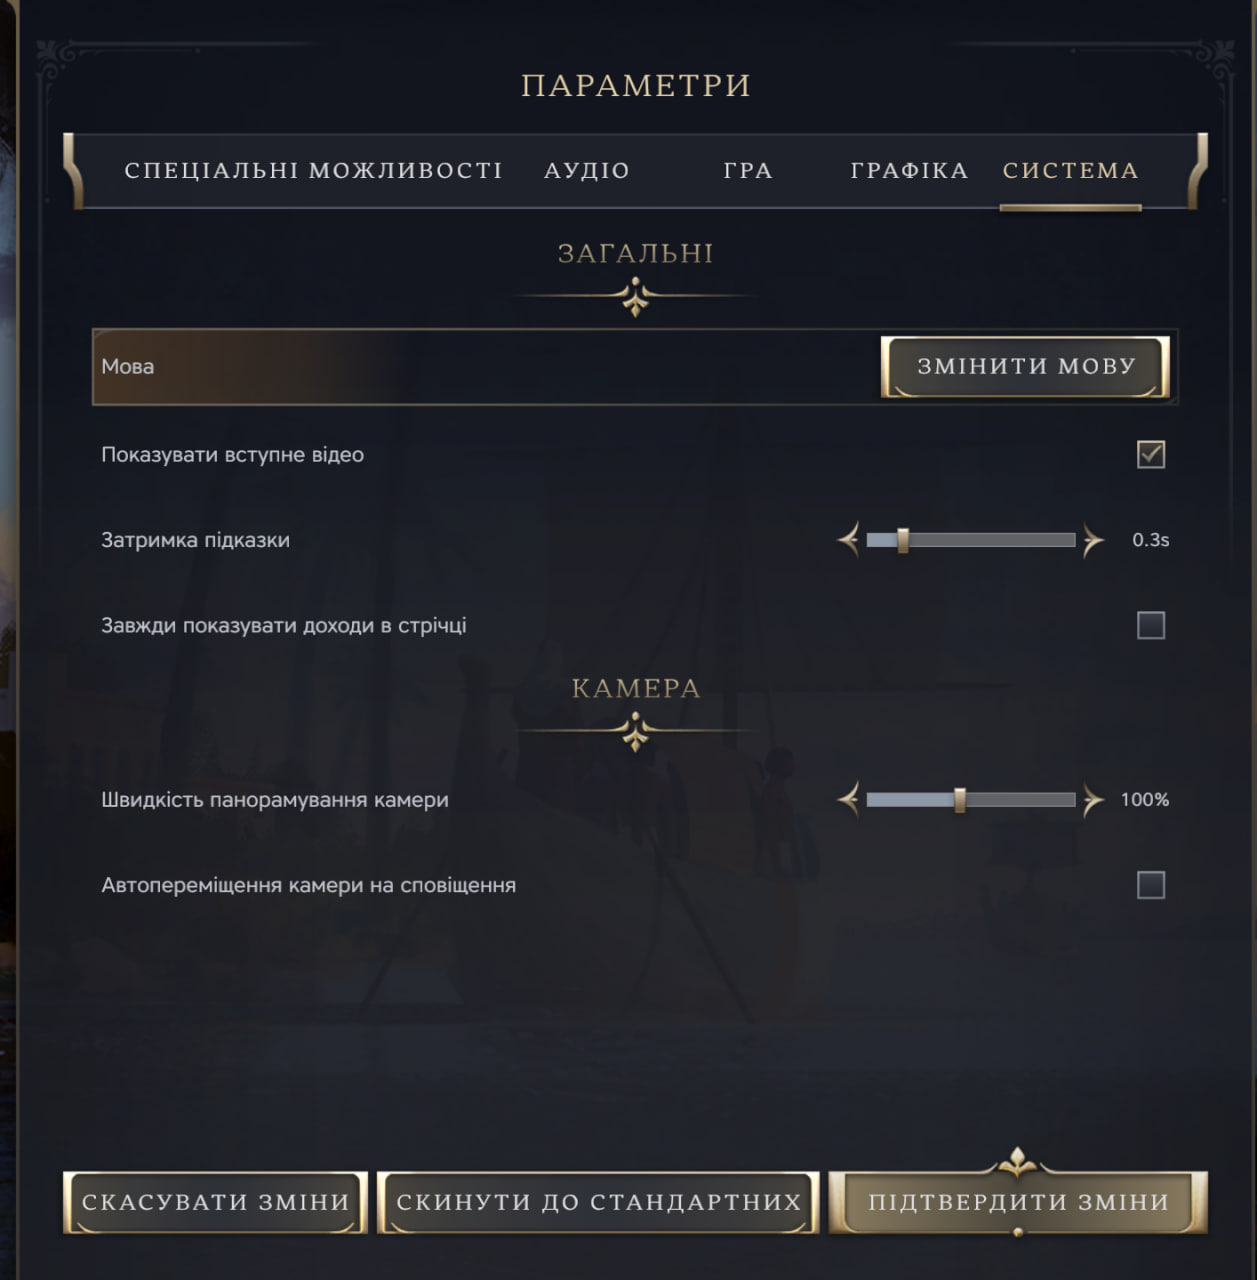 ПАРАМЕТРИ
СПЕЦІАЛЬНІ МОЖЛИВОСТІ АУДІО ГРА ГРАФІКА СИСТЕМА
ЗАГАЛЬНІ
Мова ЗМІНИТИ МОВУ
Показувати вступне відео
Затримка підказки 0.3s
Завжди показувати доходи в стрічці
КАМЕРА
Швидкість панорамування камери 100%
Автопереміщення камери на сповіщення
СКАСУВАТИ ЗМІНИ СКИНУТИ ДО СТАНДАРТНИХ ПІДТВЕРДИТИ ЗМІНИ